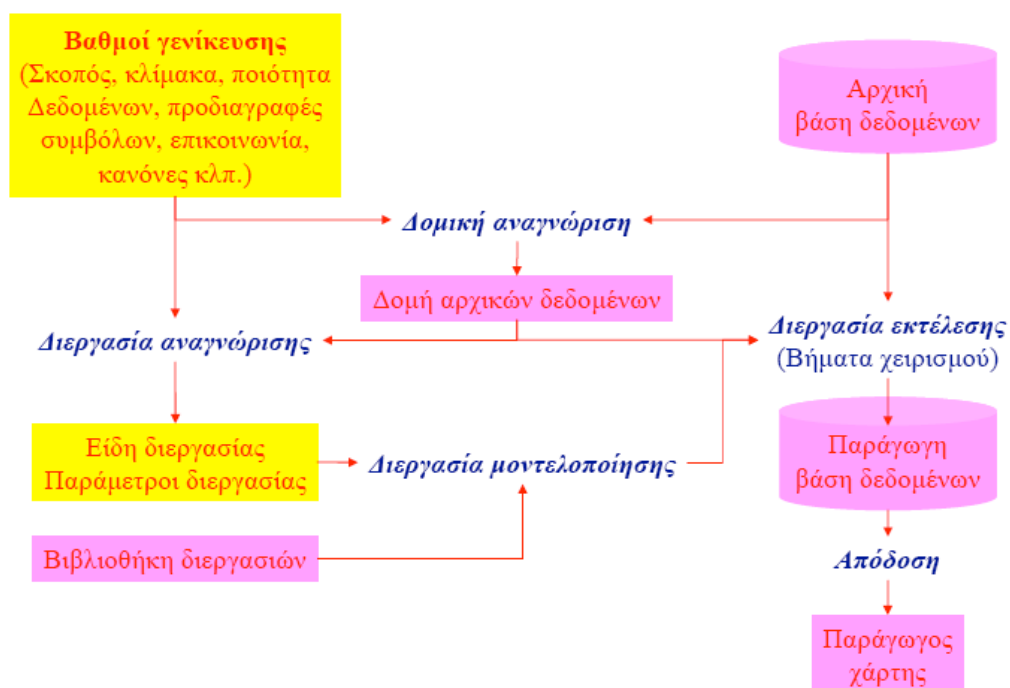 Βαθμοί γενίκευσης
(Σκοπός, κλίμακα, ποιότητα
Δεδομένων, προδιαγραφές
συμβόλων, επικοινωνία,
κανόνες κλπ.)
Αρχική
βάση δεδομένων
Δομική αναγνώριση
Δομή αρχικών δεδομένων
Διεργασία αναγνώρισης
Διεργασία εκτέλεσης
(Βήματα χειρισμού)
Είδη διεργασίας
Παράμετροι διεργασίας
Διεργασία μοντελοποίησης
Παράγωγη
βάση δεδομένων
Βιβλιοθήκη διεργασιών
Απόδοση
Παράγωγος
χάρτης